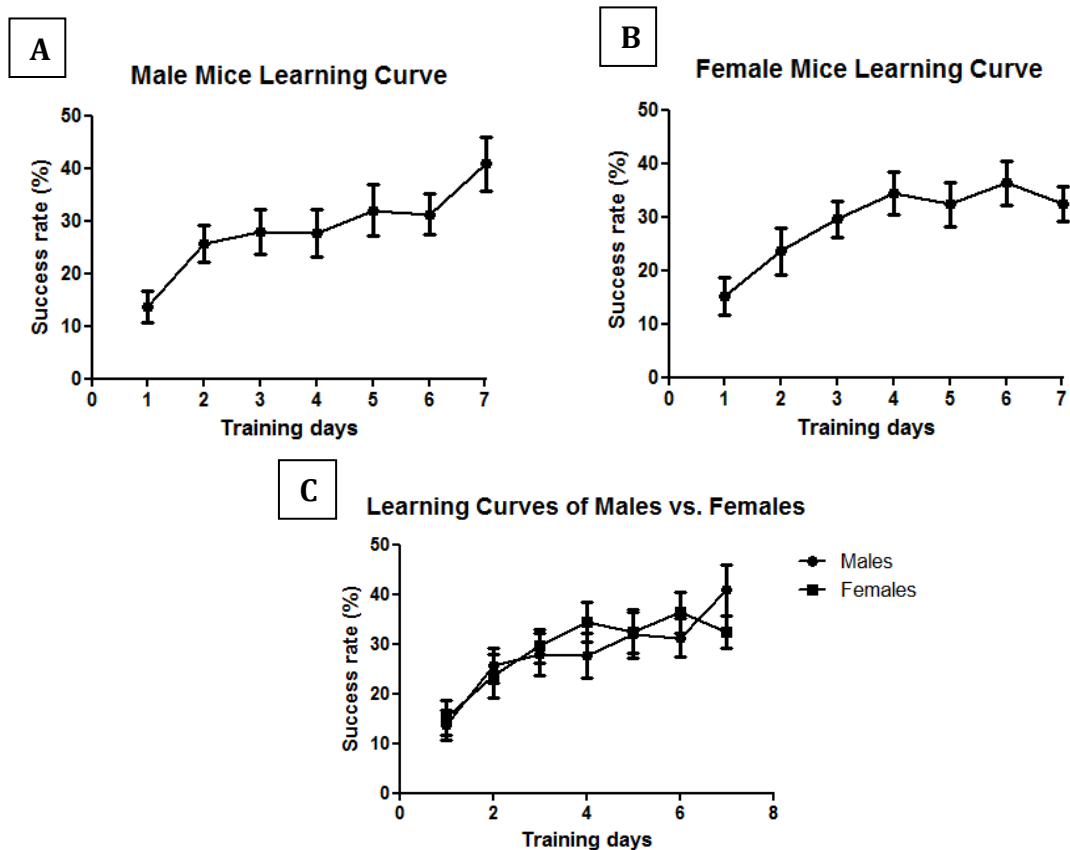 A
Male Mice Learning Curve
50
40
30
20
10
0
Success rate (%)
0 1 2 3 4 5 6 7
Training days
B
Female Mice Learning Curve
50
40
30
20
10
0
Success rate (%)
0 1 2 3 4 5 6 7
Training days
C
Learning Curves of Males vs. Females
50
40
30
20
10
0
Success rate (%)
0 2 4 6 8
Training days
Males
Females